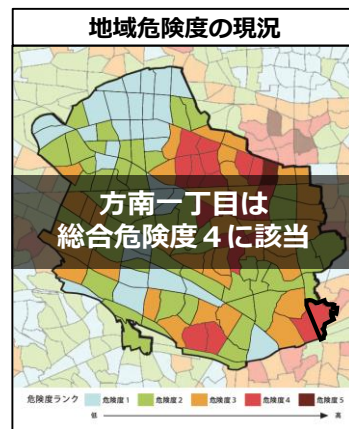 地域危険度の現況
方南一丁目は
総合危険度４に該当
危険度ランク 危険度1 危険度2 危険度3 危険度4 危険度5
低 高